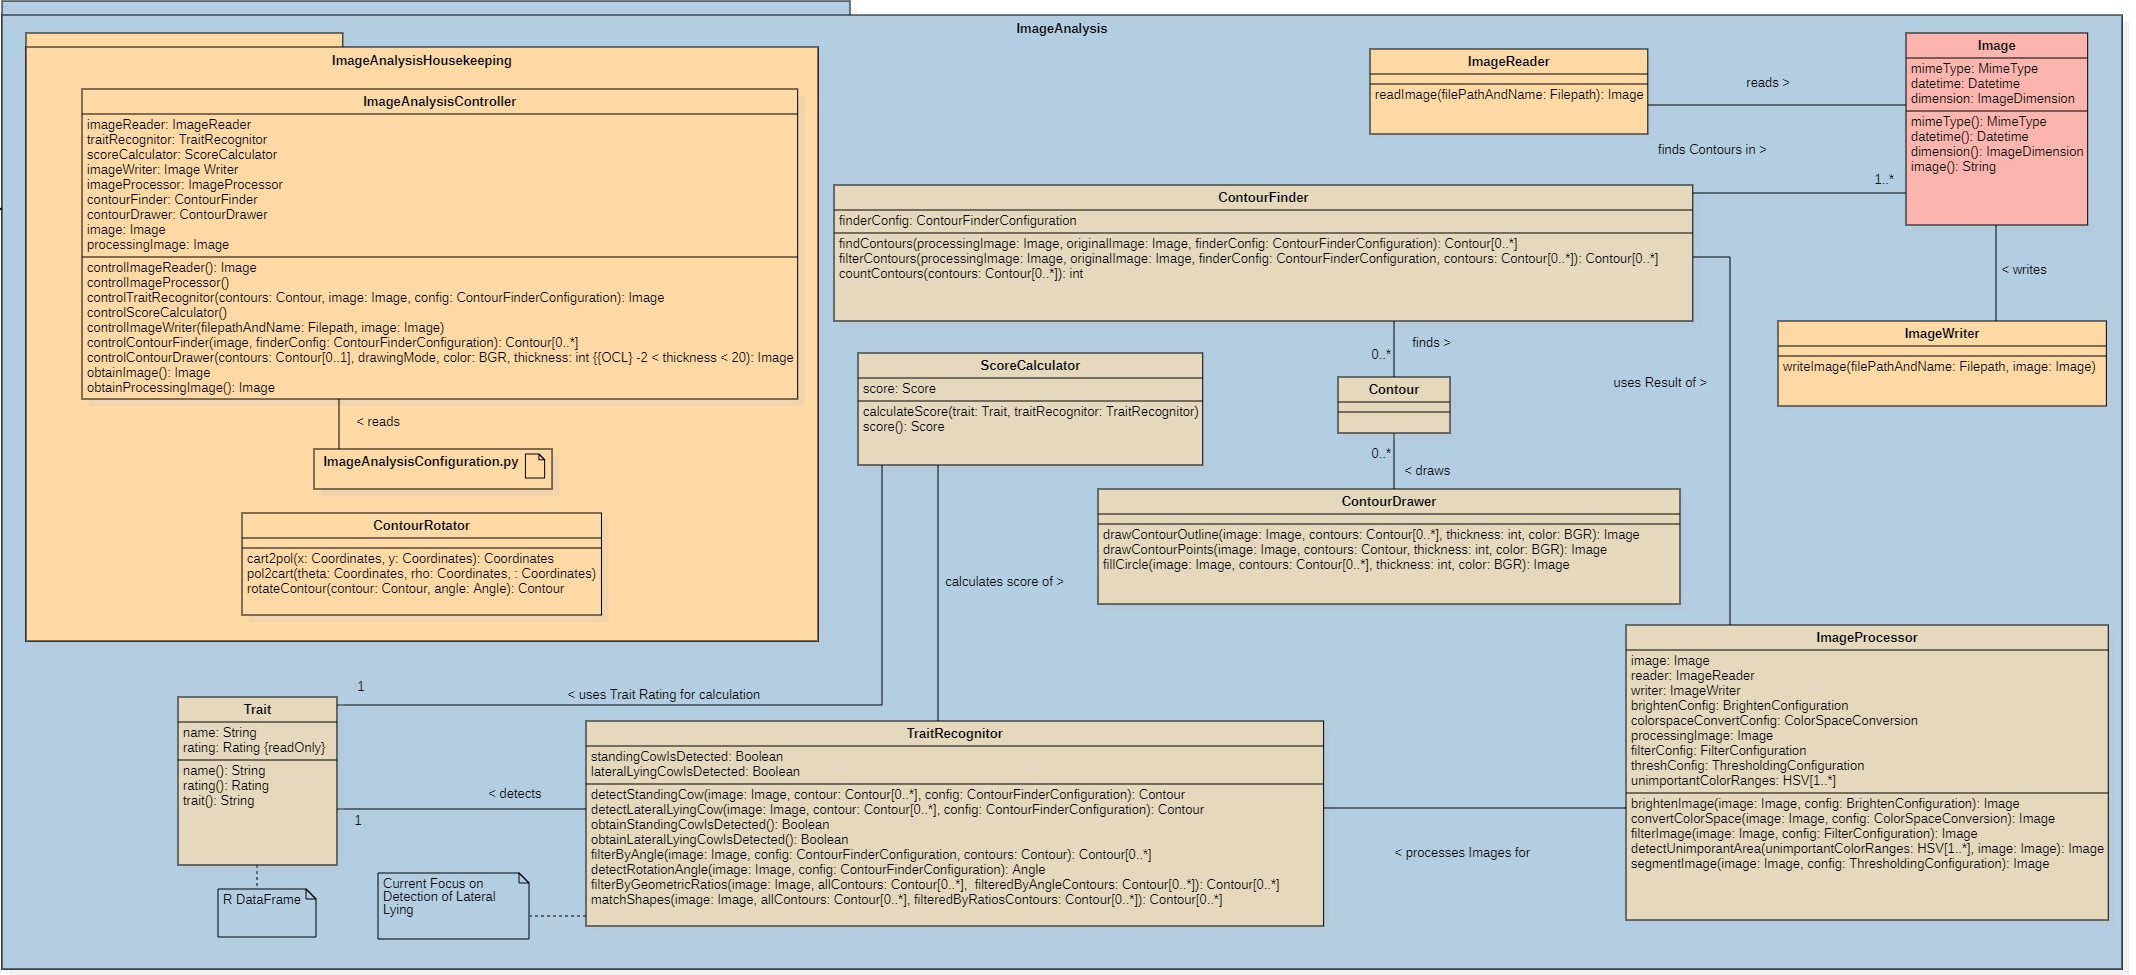 ImageAnalysis
ImageAnalysisHousekeeping
ImageAnalysisController
imageReader: ImageReader
traitRecognitor: TraitRecognitor
scoreCalculator: ScoreCalculator
imageWriter: Image Writer
imageProcessor: ImageProcessor
contourFinder: ContourFinder
contourDrawer: ContourDrawer
image: Image
processingImage: Image
controlImageReader(): Image
controlImageProcessor()
controlTraitRecognitor(contours: Contour, image: Image, config: ContourFinderConfiguration): Image
controlScoreCalculator()
controlImageWriter(filepathAndName: Filepath, image: Image)
controlContourFinder(image, finderConfig: ContourFinderConfiguration): Contour[0..*]
controlContourDrawer(contours: Contour[0..1], drawingMode, color: BGR, thickness: int {{OCL} -2 < thickness < 20): Image
obtainImage(): Image
obtainProcessingImage(): Image
< reads
ImageAnalysisConfiguration.py
ContourRotator
cart2pol(x: Coordinates, y: Coordinates): Coordinates
pol2cart(theta: Coordinates, rho: Coordinates, : Coordinates)
rotateContour(contour: Contour, angle: Angle): Contour
ImageReader
readImage(filePathAndName: Filepath): Image
reads >
Image
mimeType: MimeType
datetime: Datetime
dimension: ImageDimension
mimeType(): MimeType
datetime(): Datetime
dimension(): ImageDimension
image(): String
finds Contours in >
1..*
ContourFinder
finderConfig: ContourFinderConfiguration
findContours(processingImage: Image, originalImage: Image, finderConfig: ContourFinderConfiguration): Contour[0..*]
filterContours(processingImage: Image, originalImage: Image, finderConfig: ContourFinderConfiguration, contours: Contour[0..*]): Contour[0..*]
countContours(contours: Contour[0..*]): int
< writes
ImageWriter
writeImage(filePathAndName: Filepath, image: Image)
finds >
0..*
uses Result of >
ScoreCalculator
score: Score
calculateScore(trait: Trait, traitRecognitor: TraitRecognitor)
score(): Score
Contour
0..*
< draws
ContourDrawer
drawContourOutline(image: Image, contours: Contour[0..*], thickness: int, color: BGR): Image
drawContourPoints(image: Image, contours: Contour, thickness: int, color: BGR): Image
fillCircle(image: Image, contours: Contour[0..*], thickness: int, color: BGR): Image
calculates score of >
1
< uses Trait Rating for calculation
Trait
name: String
rating: Rating {readOnly}
name(): String
rating(): Rating
trait(): String
< detects
1
R DataFrame
Current Focus on
Detection of Lateral
Lying
TraitRecognitor
standingCowIsDetected: Boolean
lateralLyingCowIsDetected: Boolean
detectStandingCow(image: Image, contour: Contour[0..*], config: ContourFinderConfiguration): Contour
detectLateralLyingCow(image: Image, contour: Contour[0..*], config: ContourFinderConfiguration): Contour
obtainStandingCowIsDetected(): Boolean
obtainLateralLyingCowIsDetected(): Boolean
filterByAngle(image: Image, config: ContourFinderConfiguration, contours: Contour): Contour[0..*]
detectRotationAngle(image: Image, config: ContourFinderConfiguration): Angle
filterByGeometricRatios(image: Image, allContours: Contour[0..*], filteredByAngleContours: Contour[0..*]): Contour[0..*]
matchShapes(image: Image, allContours: Contour[0..*], filteredByRatiosContours: Contour[0..*]): Contour[0..*]
< processes Images for
ImageProcessor
image: Image
reader: ImageReader
writer: ImageWriter
brightenConfig: BrightenConfiguration
colorspaceConvertConfig: ColorSpaceConversion
processingImage: Image
filterConfig: FilterConfiguration
threshConfig: ThresholdingConfiguration
unimportantColorRanges: HSV[1..*]
brightenImage(image: Image, config: BrightenConfiguration): Image
convertColorSpace(image: Image, config: ColorSpaceConversion): Image
filterImage(image: Image, config: FilterConfiguration): Image
detectUnimporantArea(unimportantColorRanges: HSV[1..*], image: Image): Image
segmentImage(image: Image, config: ThresholdingConfiguration): Image